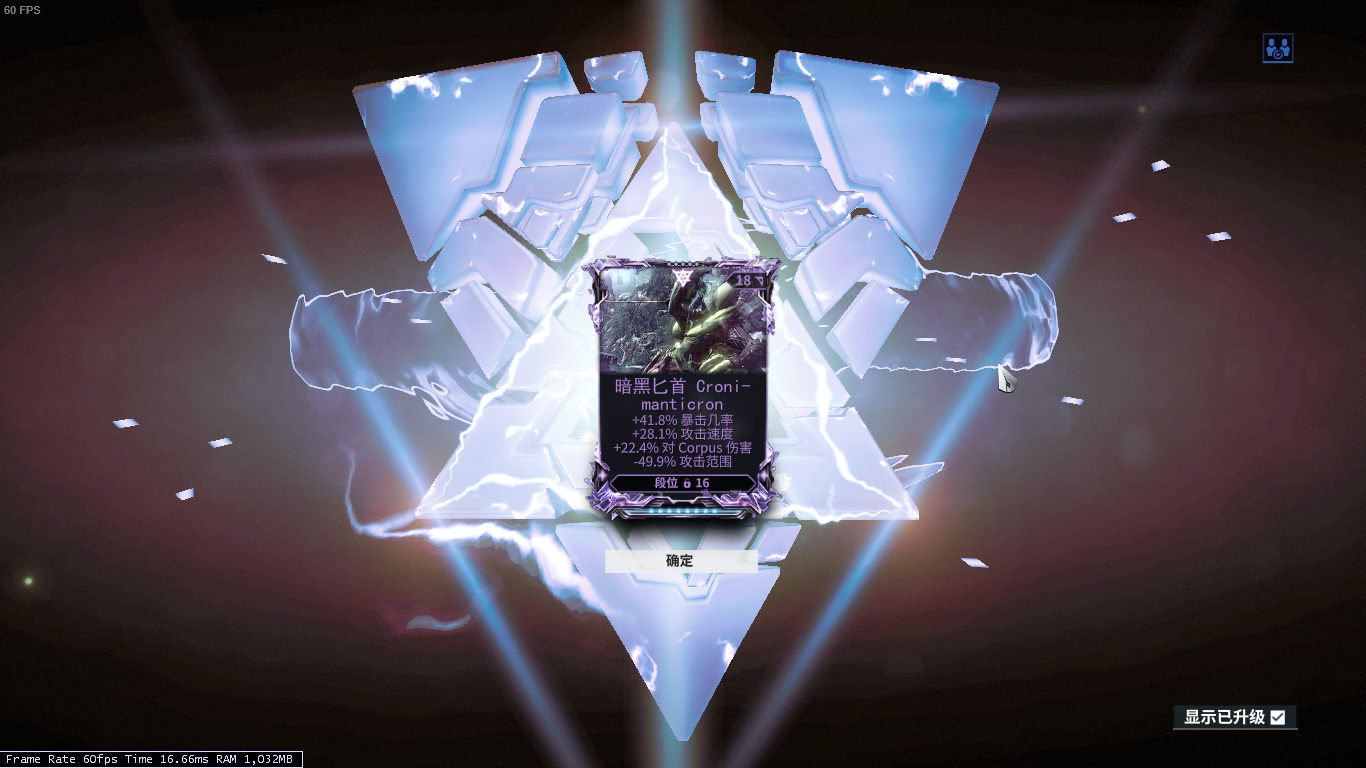 60 FPS
18
暗黑匕首 Croni-
manticron
+41.8% 暴击几率
+28.1% 攻击速度
+22.4% 对 Corpus 伤害
-49.9% 攻击范围
段位 16
确定
显示已升级
Frame Rate 60fps Time 16.66ms RAM 1,032MB